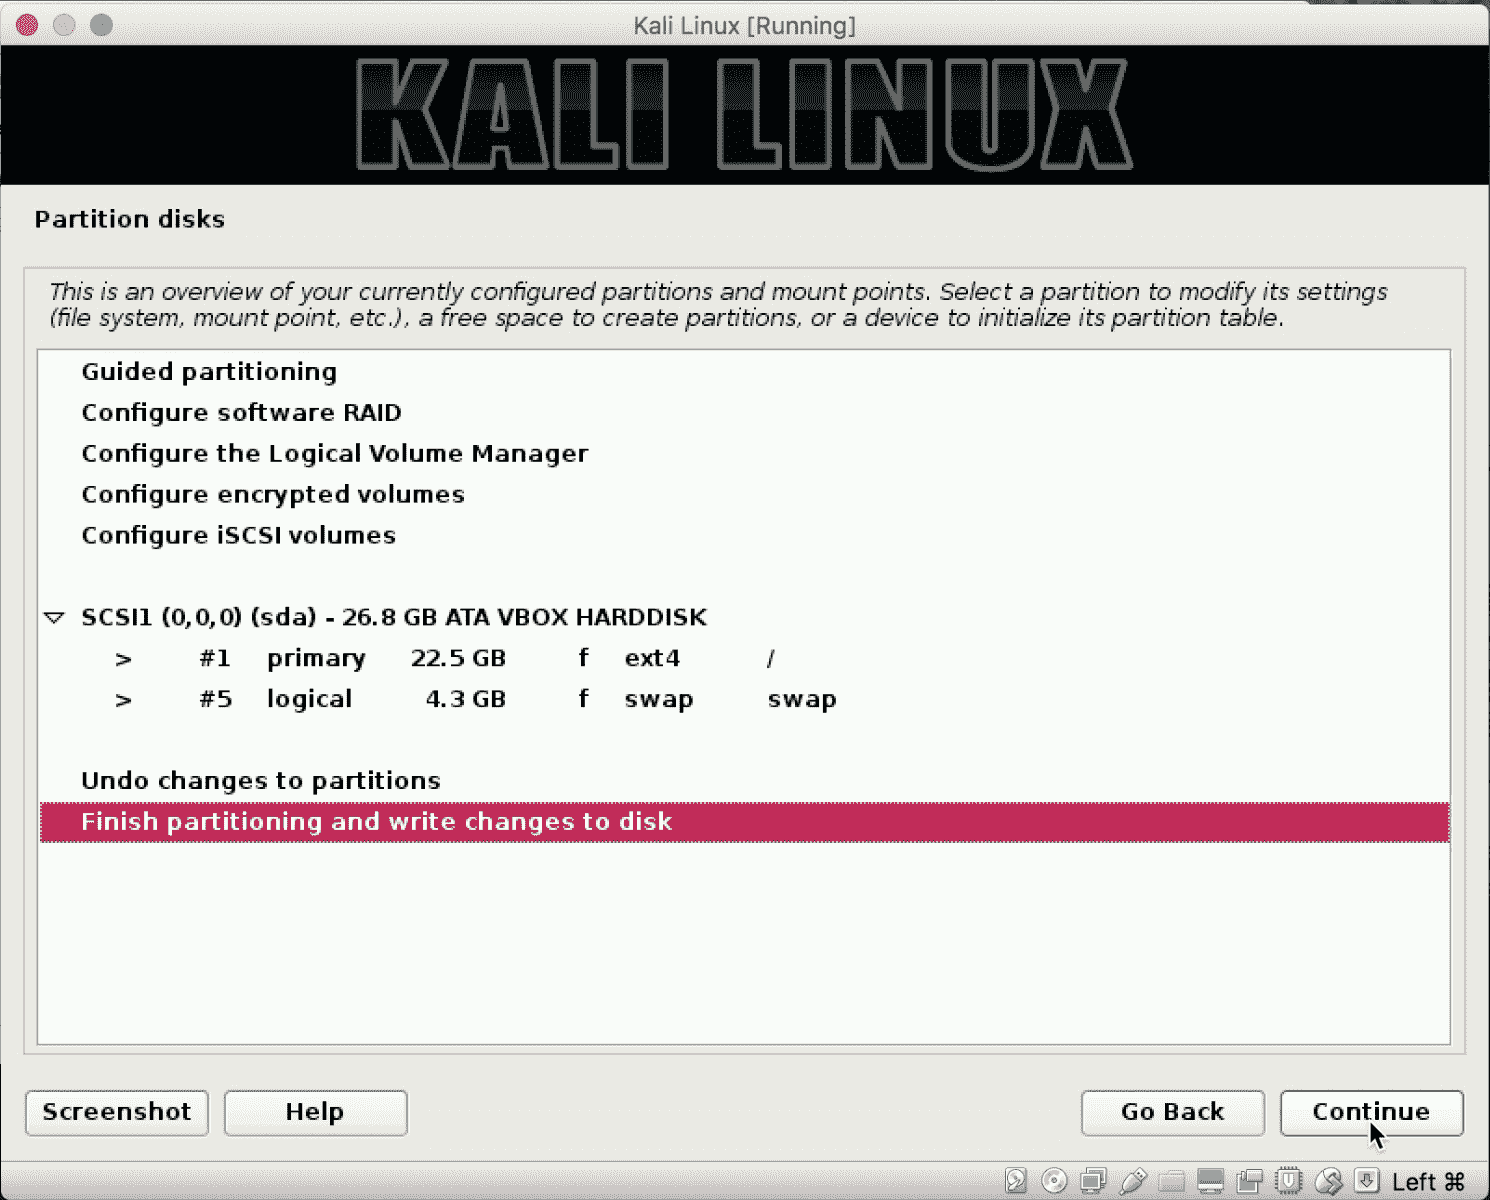 Kali Linux [Running]
KALI LINUX
Partition disks
This is an overview of your currently configured partitions and mount points. Select a partition to modify its settings
(file system, mount point, etc.), a free space to create partitions, or a device to initialize its partition table.
Guided partitioning
Configure software RAID
Configure the Logical Volume Manager
Configure encrypted volumes
Configure iSCSI volumes
SCSI1 (0,0,0) (sda) - 26.8 GB ATA VBOX HARDDISK
> #1 primary 22.5 GB f ext4 /
> #5 logical 4.3 GB f swap swap
Undo changes to partitions
Finish partitioning and write changes to disk
Screenshot Help Go Back Continue
Left ⌘